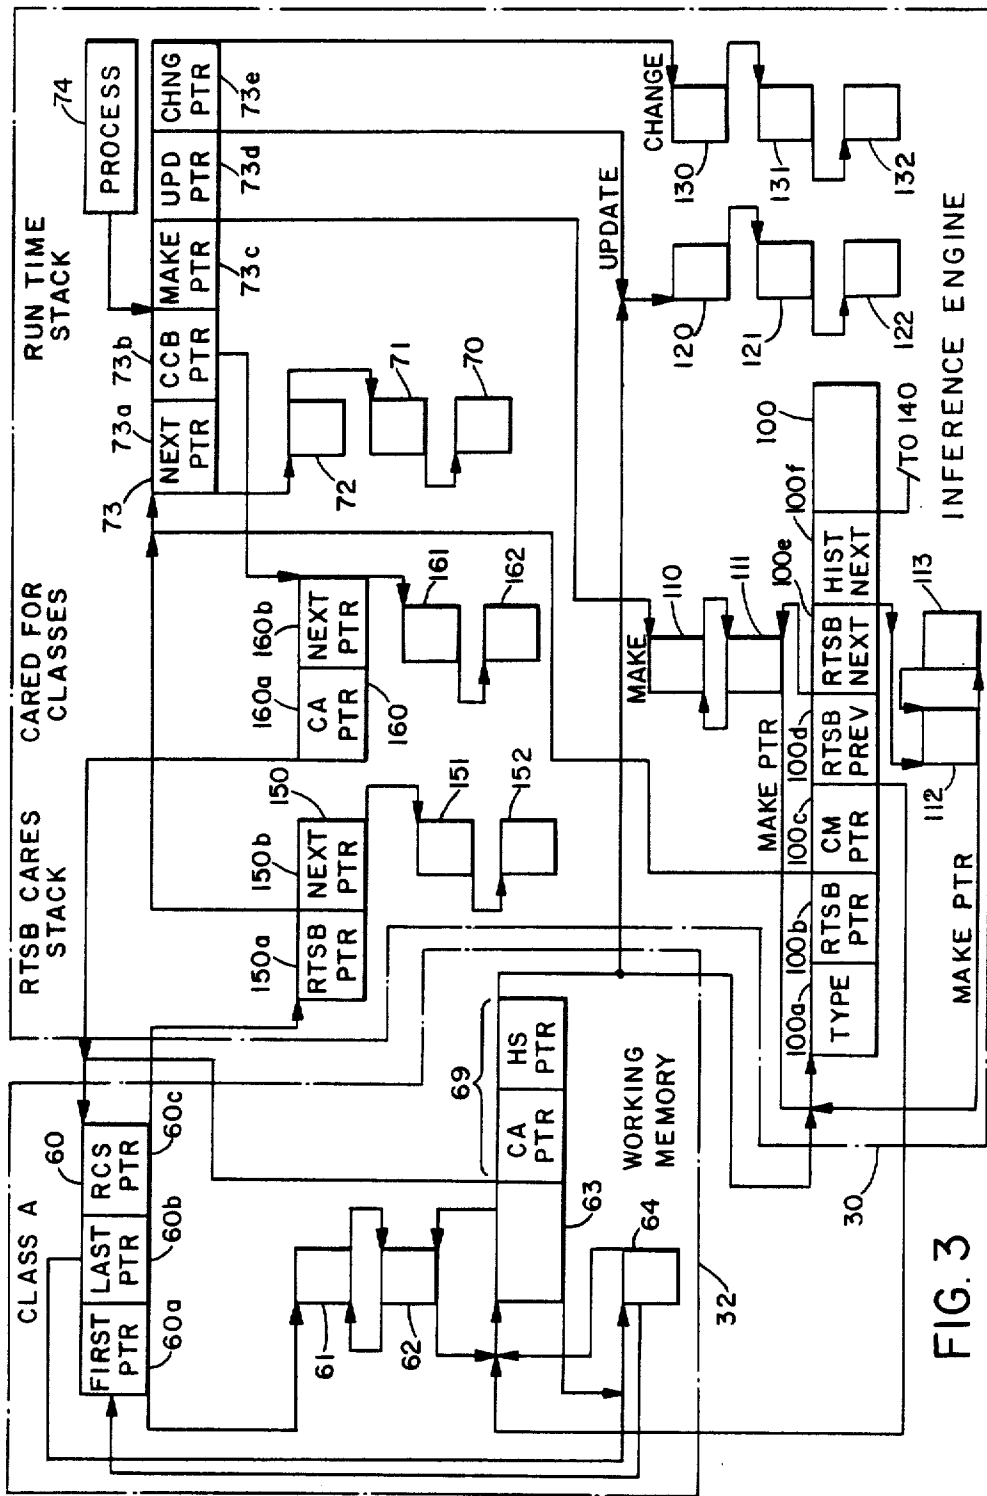 CLASS A
60
FIRST PTR
LAST PTR
RCS PTR
60a
60b
60c
RTSB CARES
STACK
150a
150b
150
RTSB PTR
NEXT PTR
151
152
CARED FOR
CLASSES
160a
160b
CA PTR
NEXT PTR
160
161
162
RUN TIME
STACK
74
PROCESS
73
73a
73b
NEXT PTR
CCB PTR
MAKE PTR
UPD PTR
CHNG PTR
73c
73d
73e
72
71
70
61
62
69
CA PTR
HS PTR
63
64
WORKING
MEMORY
32
MAKE
110
111
MAKE PTR
UPDATE
120
121
122
CHANGE
130
131
132
100a
100b
100c
100d
100e
100f
100
TYPE
RTSB PTR
CM PTR
RTSB PREV
RTSB NEXT
HIST NEXT
TO 140
112
113
MAKE PTR
30
INFERENCE ENGINE
FIG. 3